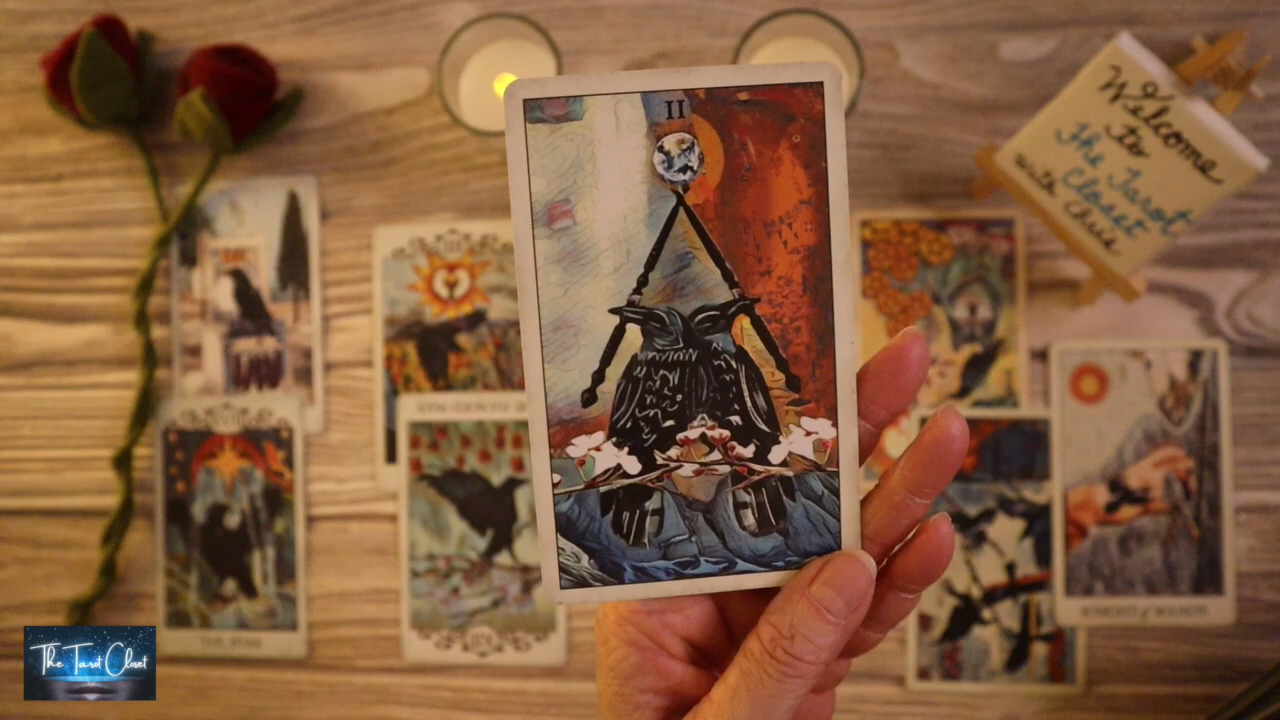 II
Welcome
to
The Tarot
Closet
with Chris
THE STAR
KNIGHT of WANDS
The Tarot Closet